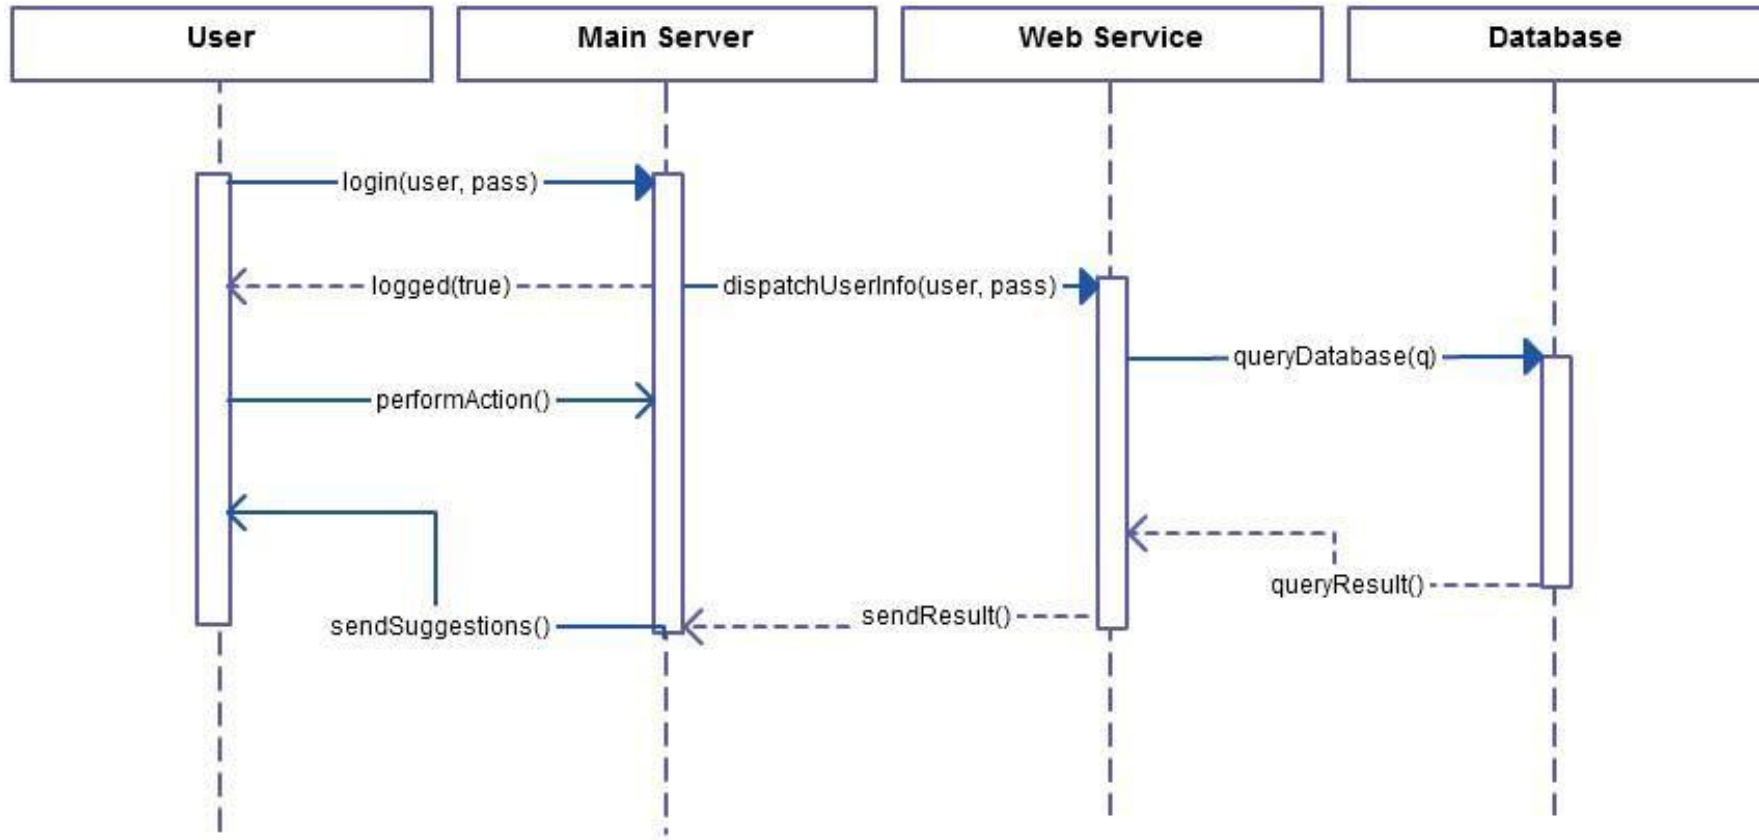 User
Main Server
Web Service
Database
login(user, pass)
logged(true)
dispatchUserInfo(user, pass)
queryDatabase(q)
performAction()
queryResult()
sendResult()
sendSuggestions()